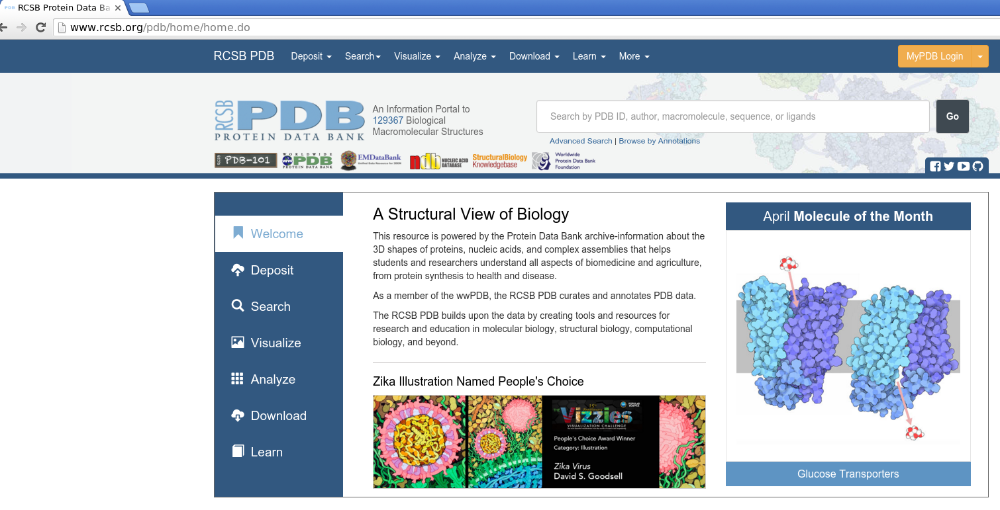 RCSB Protein Data Ba
www.rcsb.org/pdb/home/home.do
RCSB PDB Deposit Search Visualize Analyze Download Learn More MyPDB Login
RCSB PDB
PROTEIN DATA BANK
An Information Portal to
129367 Biological
Macromolecular Structures
Search by PDB ID, author, macromolecule, sequence, or ligands
Go
Advanced Search | Browse by Annotations
RCSB PDB-101
WORLDWIDE
PDB
PROTEIN DATA BANK
EMDataBank
Unified Data Resource for 3DEM
ndb NUCLEIC ACID
DATABASE
StructuralBiology
Knowledgebase
Worldwide
Protein Data Bank
Foundation
Welcome
Deposit
Search
Visualize
Analyze
Download
Learn
A Structural View of Biology
This resource is powered by the Protein Data Bank archive-information about the
3D shapes of proteins, nucleic acids, and complex assemblies that helps
students and researchers understand all aspects of biomedicine and agriculture,
from protein synthesis to health and disease.
As a member of the wwPDB, the RCSB PDB curates and annotates PDB data.
The RCSB PDB builds upon the data by creating tools and resources for
research and education in molecular biology, structural biology, computational
biology, and beyond.
Zika Illustration Named People's Choice
POPULAR
SCIENCE
THE
Vizzies
VISUALIZATION CHALLENGE
People's Choice Award Winner
Category: Illustration
Zika Virus
David S. Goodsell
April Molecule of the Month
Glucose Transporters